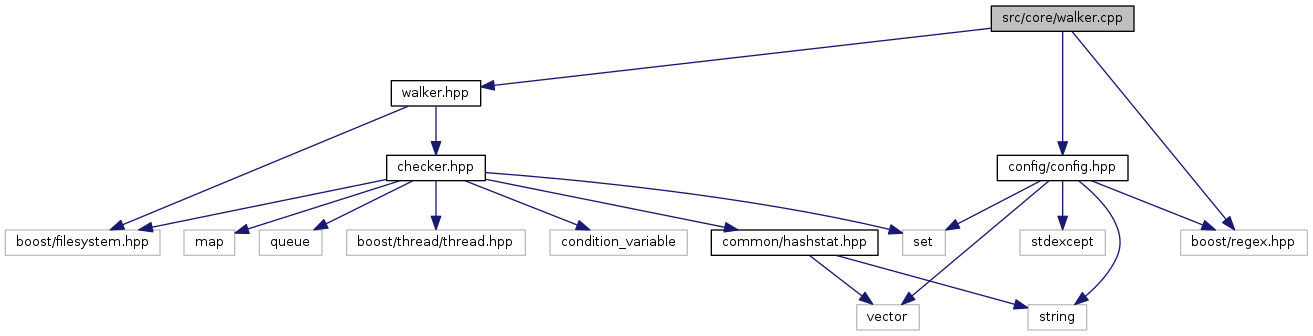 src/core/walker.cpp
walker.hpp
checker.hpp
config/config.hpp
boost/filesystem.hpp
map
queue
boost/thread/thread.hpp
condition_variable
common/hashstat.hpp
set
stdexcept
boost/regex.hpp
vector
string